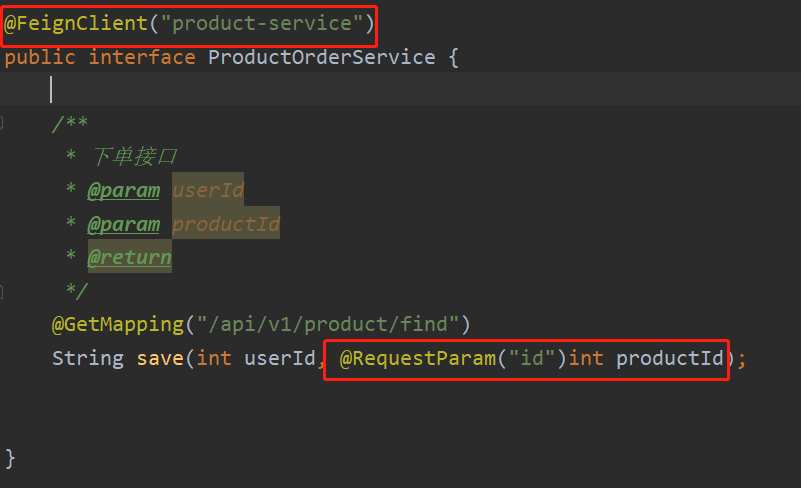 @FeignClient("product-service")
public interface ProductOrderService {
/**
* 下单接口
* @param userId
* @param productId
* @return
*/
@GetMapping("/api/v1/product/find")
String save(int userId, @RequestParam("id")int productId);
}